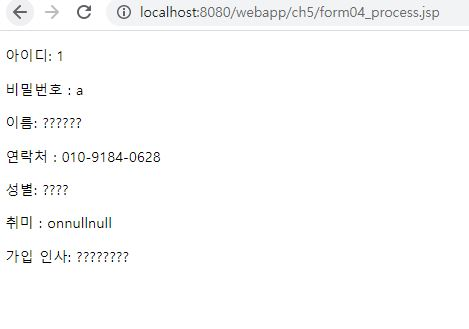 localhost:8080/webapp/ch5/form04_process.jsp
아이디: 1
비밀번호 : a
이름: ??????
연락처 : 010-9184-0628
성별: ????
취미 : onnullnull
가입 인사: ????????